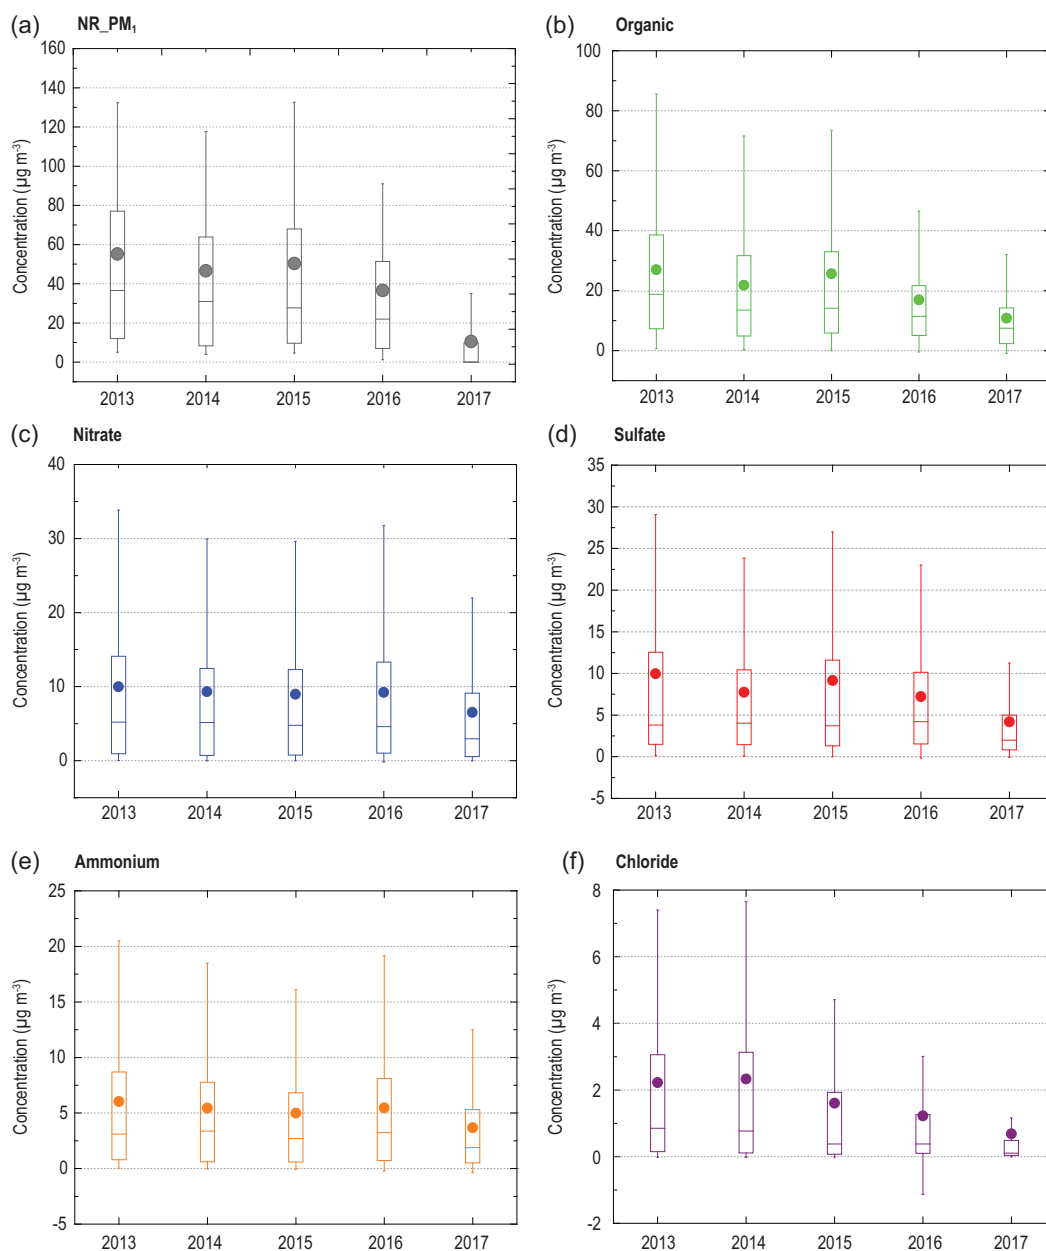 (a) NR_PM₁
Concentration (µg m⁻³)
160
140
120
100
80
60
40
20
0
2013 2014 2015 2016 2017
(b) Organic
Concentration (µg m⁻³)
100
80
60
40
20
0
2013 2014 2015 2016 2017
(c) Nitrate
Concentration (µg m⁻³)
40
30
20
10
0
2013 2014 2015 2016 2017
(d) Sulfate
Concentration (µg m⁻³)
35
30
25
20
15
10
5
0
-5
2013 2014 2015 2016 2017
(e) Ammonium
Concentration (µg m⁻³)
25
20
15
10
5
0
-5
2013 2014 2015 2016 2017
(f) Chloride
Concentration (µg m⁻³)
8
6
4
2
0
-2
2013 2014 2015 2016 2017